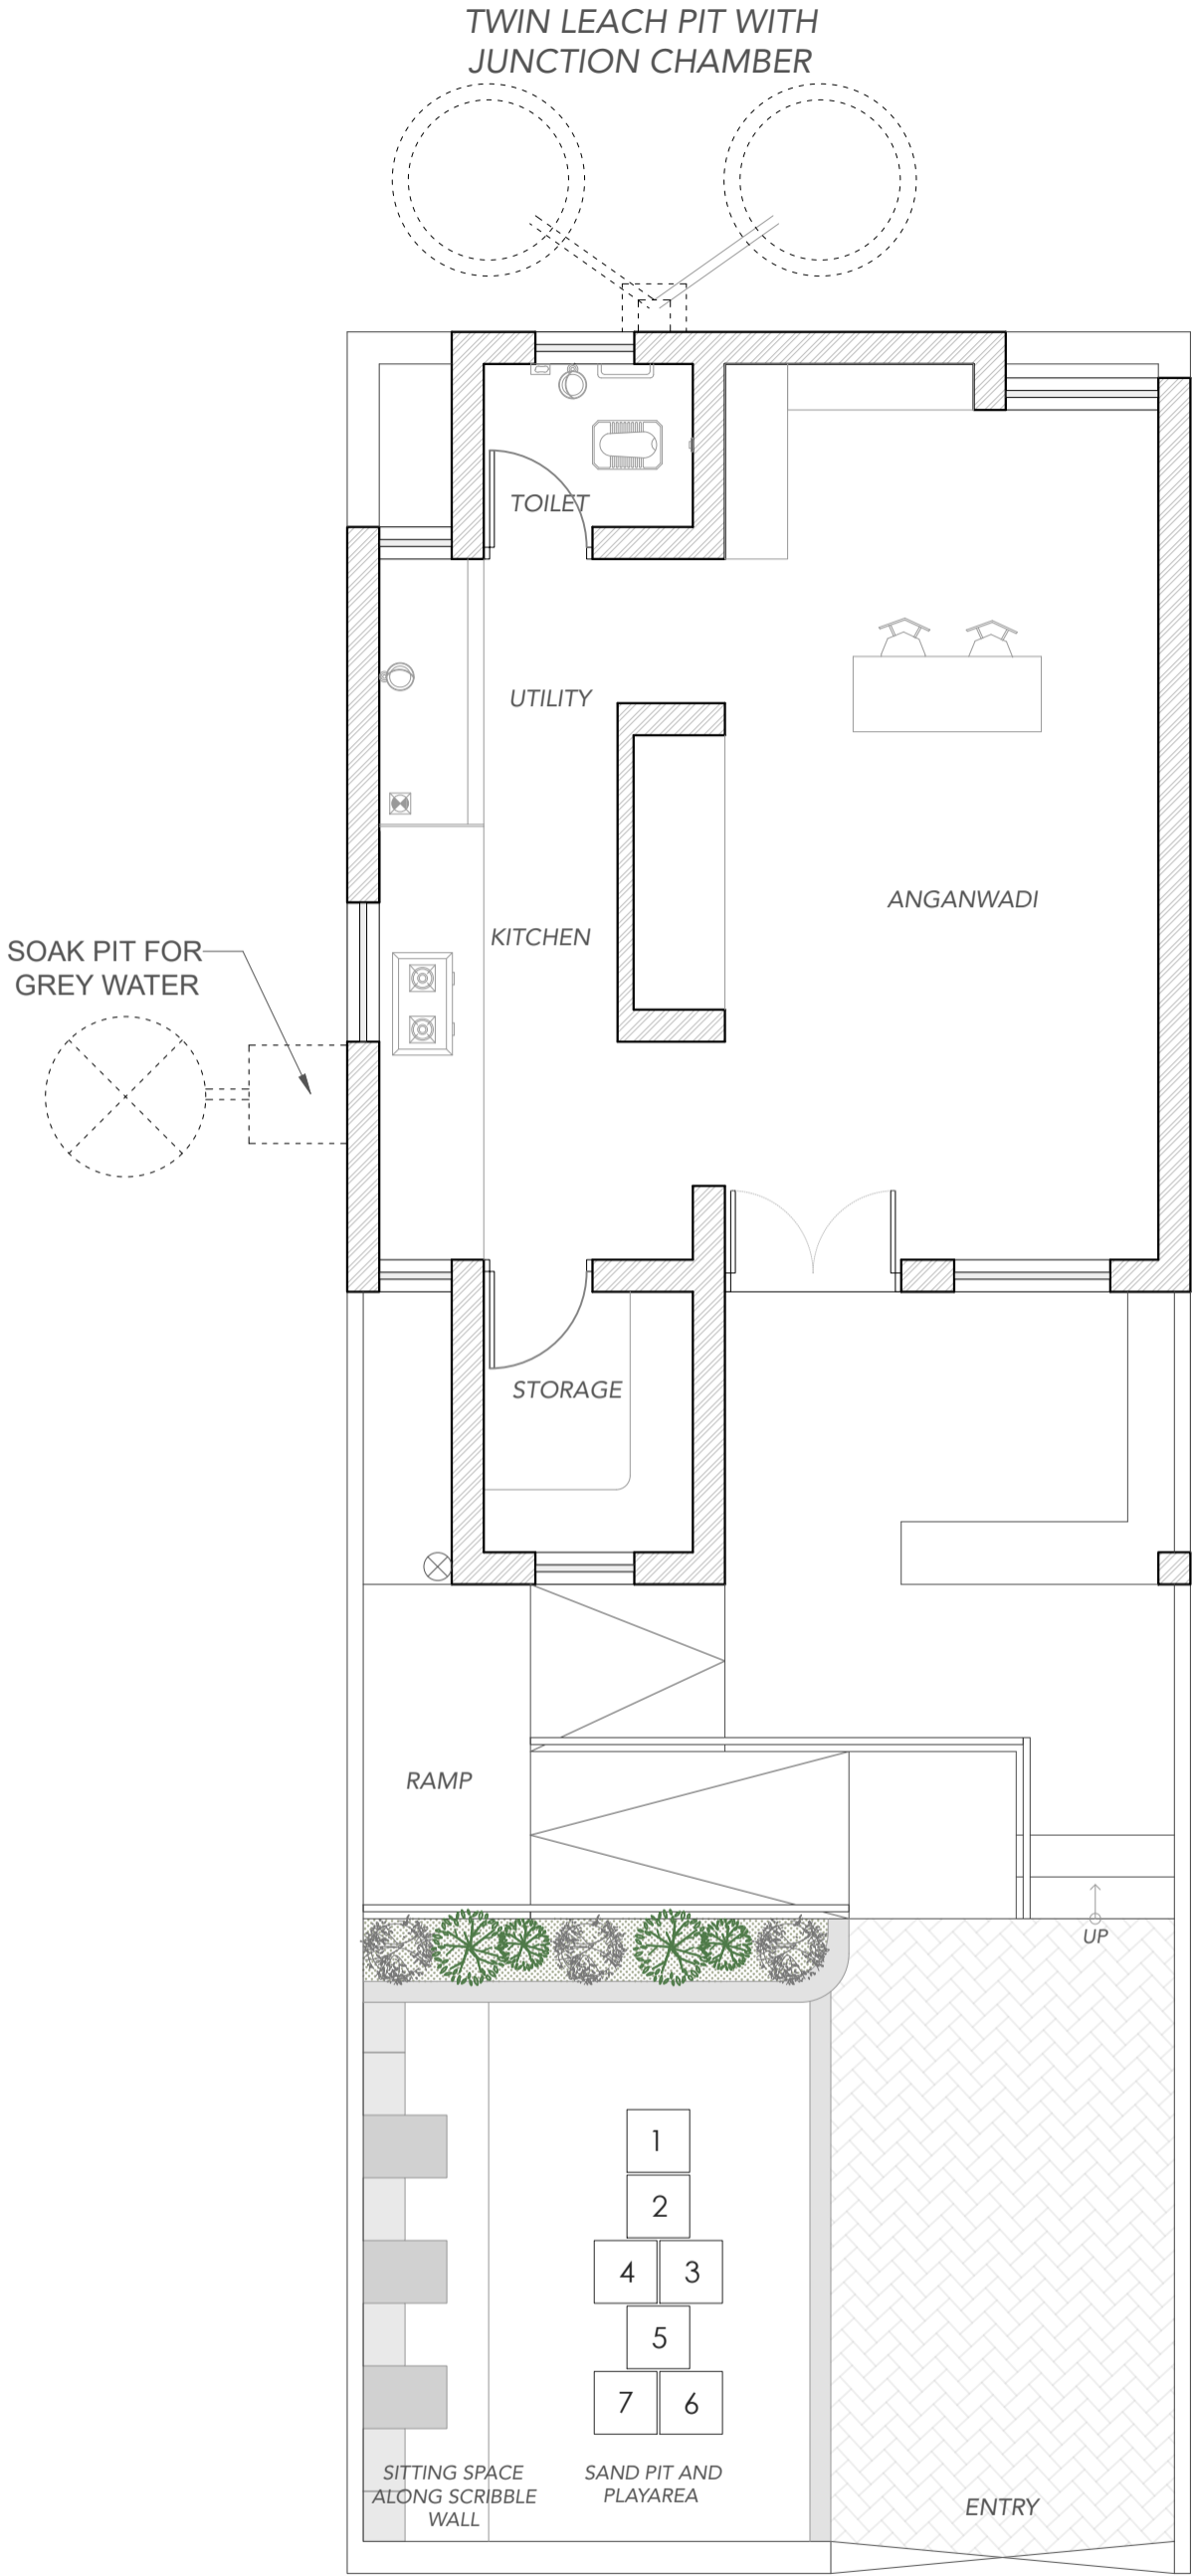 TWIN LEACH PIT WITH
JUNCTION CHAMBER
TOILET
UTILITY
ANGANWADI
KITCHEN
SOAK PIT FOR
GREY WATER
STORAGE
RAMP
UP
1
2
4 3
5
7 6
SITTING SPACE
ALONG SCRIBBLE
WALL
SAND PIT AND
PLAYAREA
ENTRY